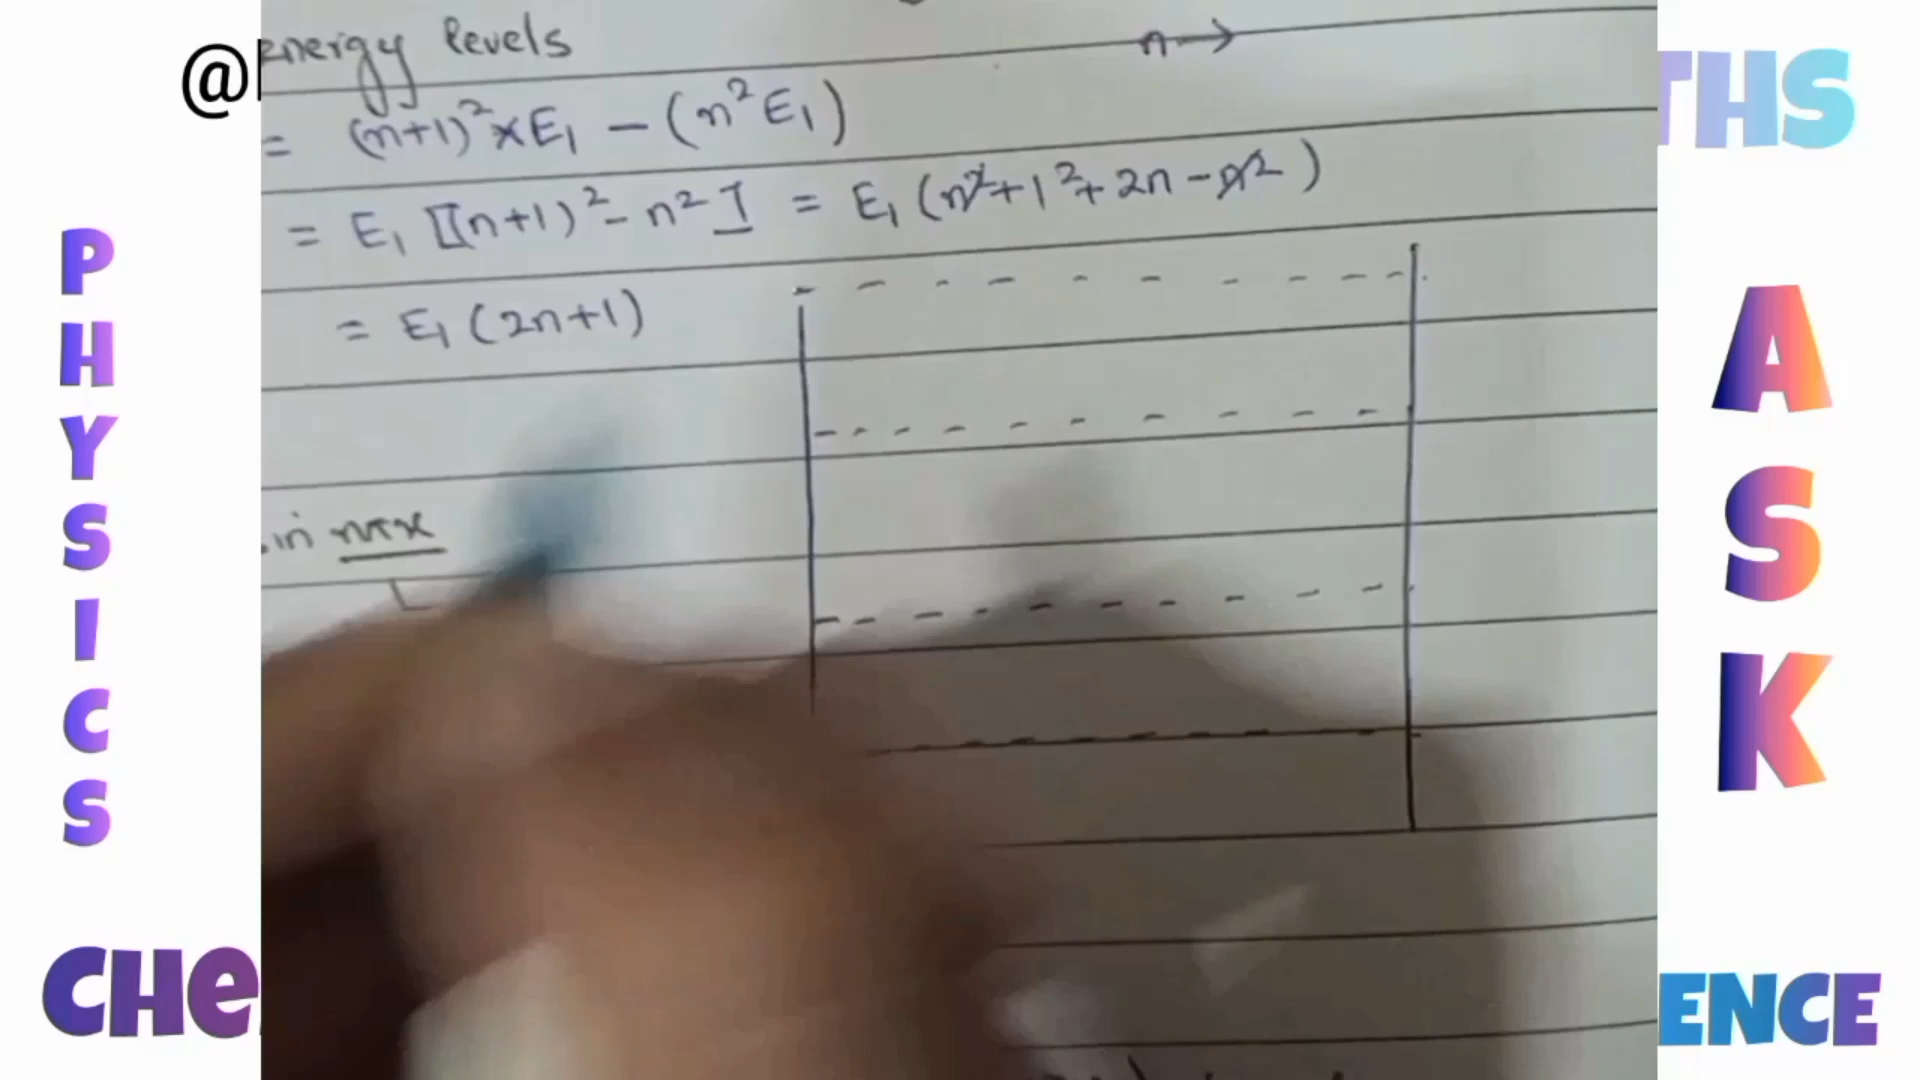 @
energy levels
n →
= (n+1)² × E₁ − (n²E₁)
= E₁ [(n+1)² − n²] = E₁ (n² + 1² + 2n − n²)
= E₁ (2n+1)
in nπx
L
PHYSICS
CHE
THS
ASK
ENCE